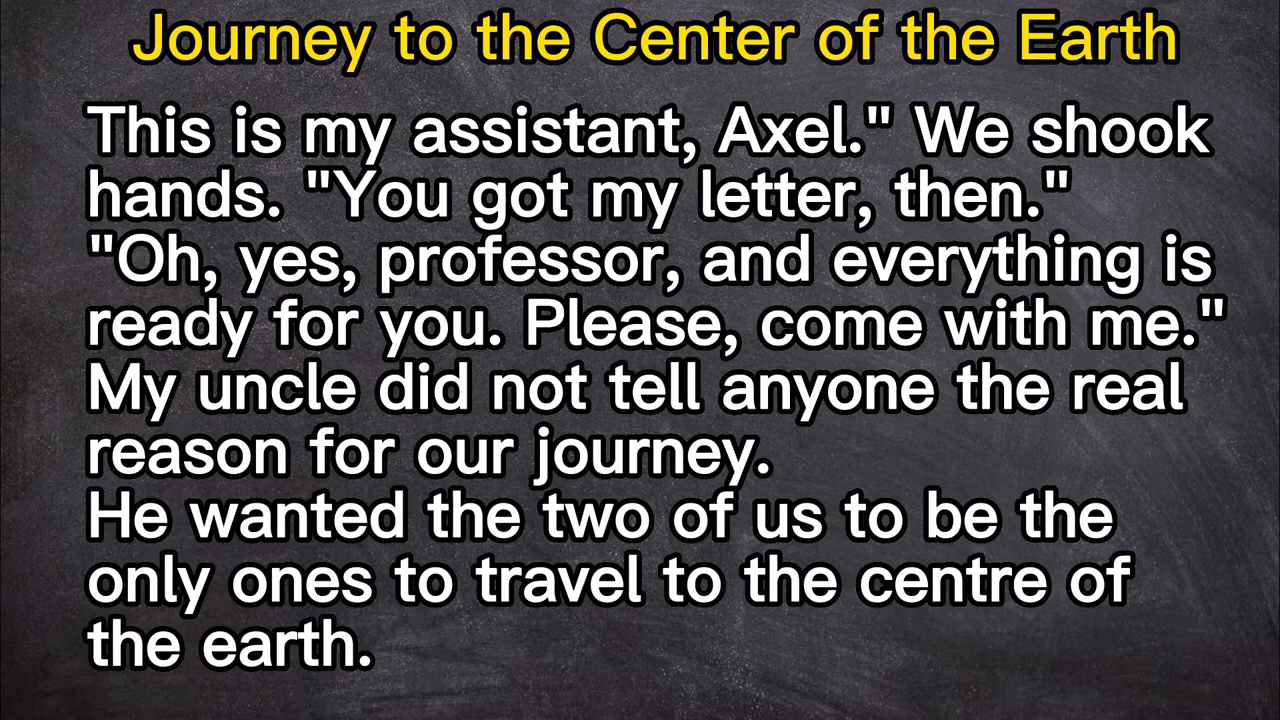 Journey to the Center of the Earth
This is my assistant, Axel." We shook
hands. "You got my letter, then."
"Oh, yes, professor, and everything is
ready for you. Please, come with me."
My uncle did not tell anyone the real
reason for our journey.
He wanted the two of us to be the
only ones to travel to the centre of
the earth.